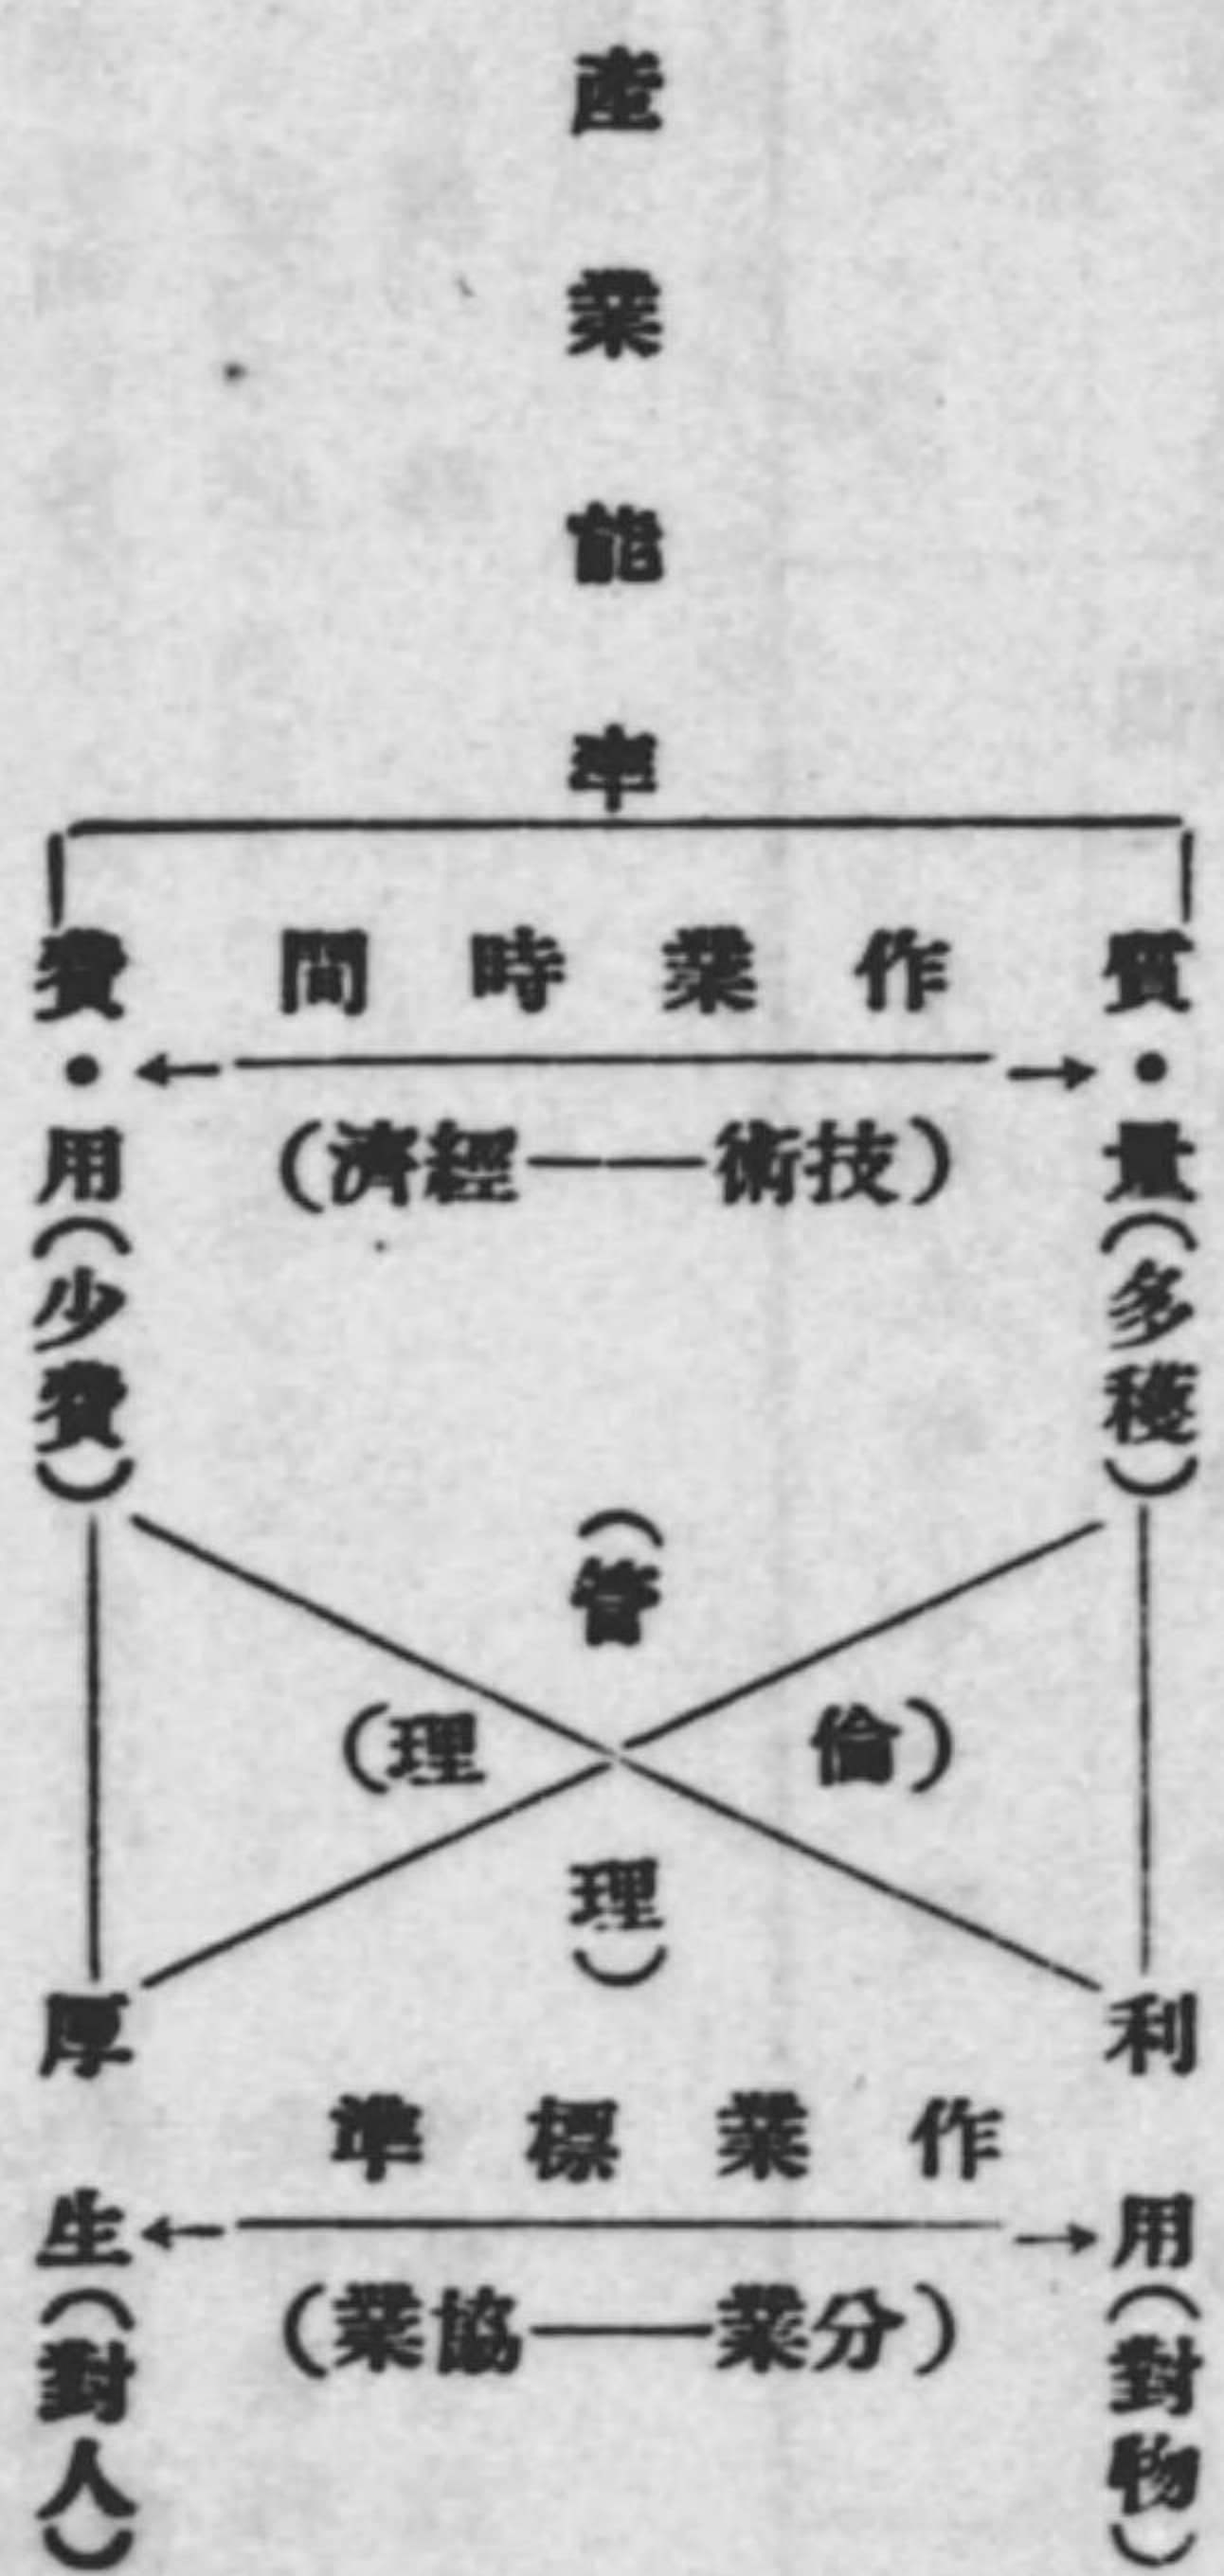 産業能率
質・量(多穫)
作業時間
(技術——經濟)
費・用(少費)
(管理)
(倫理)
利用(對物)
作業標準
(分業——協業)
厚生(對人)